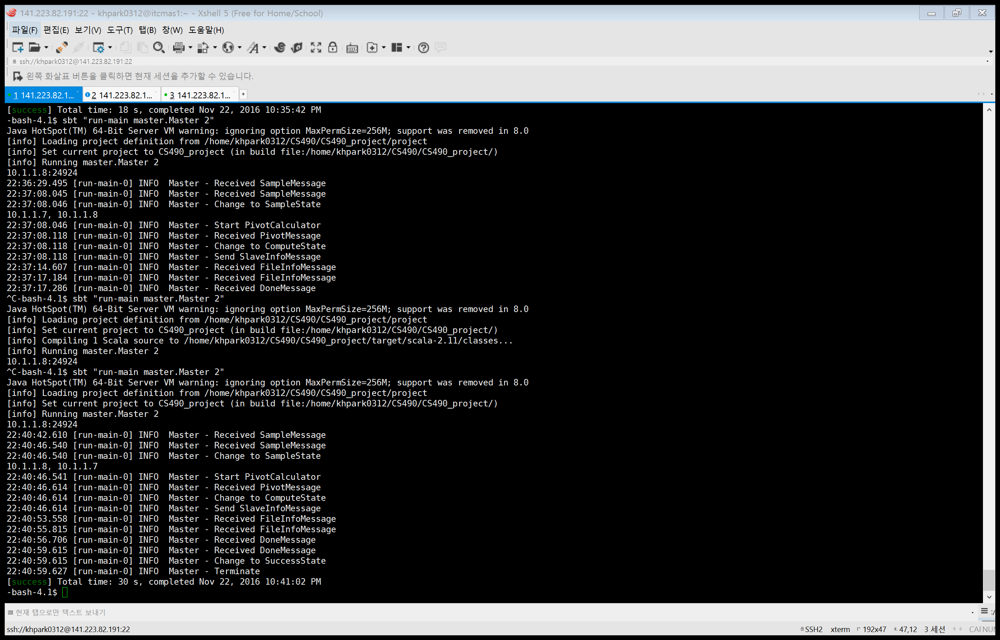 141.223.82.191:22 - khpark0312@itcmas1:~ - Xshell 5 (Free for Home/School)
파일(F) 편집(E) 보기(V) 도구(T) 탭(B) 창(W) 도움말(H)
ssh://khpark0312@141.223.82.191:22
왼쪽 화살표 버튼을 클릭하면 현재 세션을 추가할 수 있습니다.
1 141.223.82.1... 2 141.223.82.1... 3 141.223.82.1... +
[success] Total time: 18 s, completed Nov 22, 2016 10:35:42 PM
-bash-4.1$ sbt "run-main master.Master 2"
Java HotSpot(TM) 64-Bit Server VM warning: ignoring option MaxPermSize=256M; support was removed in 8.0
[info] Loading project definition from /home/khpark0312/CS490/CS490_project/project
[info] Set current project to CS490_project (in build file:/home/khpark0312/CS490/CS490_project/)
[info] Running master.Master 2
10.1.1.8:24924
22:36:29.495 [run-main-0] INFO  Master - Received SampleMessage
22:37:08.045 [run-main-0] INFO  Master - Received SampleMessage
22:37:08.046 [run-main-0] INFO  Master - Change to SampleState
10.1.1.7, 10.1.1.8
22:37:08.046 [run-main-0] INFO  Master - Start PivotCalculator
22:37:08.118 [run-main-0] INFO  Master - Received PivotMessage
22:37:08.118 [run-main-0] INFO  Master - Change to ComputeState
22:37:08.118 [run-main-0] INFO  Master - Send SlaveInfoMessage
22:37:14.607 [run-main-0] INFO  Master - Received FileInfoMessage
22:37:17.184 [run-main-0] INFO  Master - Received FileInfoMessage
22:37:17.286 [run-main-0] INFO  Master - Received DoneMessage
^C-bash-4.1$ sbt "run-main master.Master 2"
Java HotSpot(TM) 64-Bit Server VM warning: ignoring option MaxPermSize=256M; support was removed in 8.0
[info] Loading project definition from /home/khpark0312/CS490/CS490_project/project
[info] Set current project to CS490_project (in build file:/home/khpark0312/CS490/CS490_project/)
[info] Compiling 1 Scala source to /home/khpark0312/CS490/CS490_project/target/scala-2.11/classes...
[info] Running master.Master 2
10.1.1.8:24924
^C-bash-4.1$ sbt "run-main master.Master 2"
Java HotSpot(TM) 64-Bit Server VM warning: ignoring option MaxPermSize=256M; support was removed in 8.0
[info] Loading project definition from /home/khpark0312/CS490/CS490_project/project
[info] Set current project to CS490_project (in build file:/home/khpark0312/CS490/CS490_project/)
[info] Running master.Master 2
10.1.1.8:24924
22:40:42.610 [run-main-0] INFO  Master - Received SampleMessage
22:40:46.540 [run-main-0] INFO  Master - Received SampleMessage
22:40:46.540 [run-main-0] INFO  Master - Change to SampleState
10.1.1.8, 10.1.1.7
22:40:46.541 [run-main-0] INFO  Master - Start PivotCalculator
22:40:46.614 [run-main-0] INFO  Master - Received PivotMessage
22:40:46.614 [run-main-0] INFO  Master - Change to ComputeState
22:40:46.614 [run-main-0] INFO  Master - Send SlaveInfoMessage
22:40:53.558 [run-main-0] INFO  Master - Received FileInfoMessage
22:40:55.815 [run-main-0] INFO  Master - Received FileInfoMessage
22:40:56.706 [run-main-0] INFO  Master - Received DoneMessage
22:40:59.615 [run-main-0] INFO  Master - Received DoneMessage
22:40:59.615 [run-main-0] INFO  Master - Change to SuccessState
22:40:59.627 [run-main-0] INFO  Master - Terminate
[success] Total time: 30 s, completed Nov 22, 2016 10:41:02 PM
-bash-4.1$
현재 탭으로만 텍스트 보내기
ssh://khpark0312@141.223.82.191:22 SSH2 xterm 192x47 47,12 3 세션